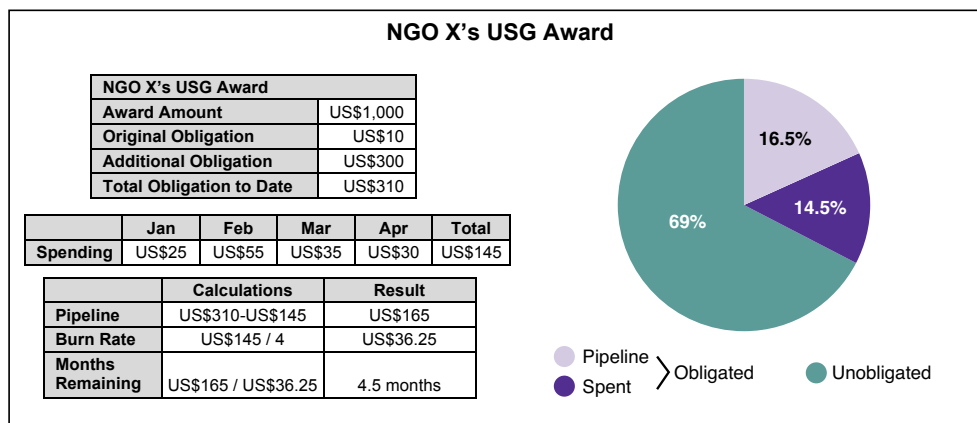 NGO X's USG Award
NGO X's USG Award
Award Amount US$1,000
Original Obligation US$10
Additional Obligation US$300
Total Obligation to Date US$310
Jan Feb Mar Apr Total
Spending US$25 US$55 US$35 US$30 US$145
Calculations Result
Pipeline US$310-US$145 US$165
Burn Rate US$145 / 4 US$36.25
Months
Remaining US$165 / US$36.25 4.5 months
16.5%
14.5%
69%
Pipeline
Spent
Obligated
Unobligated